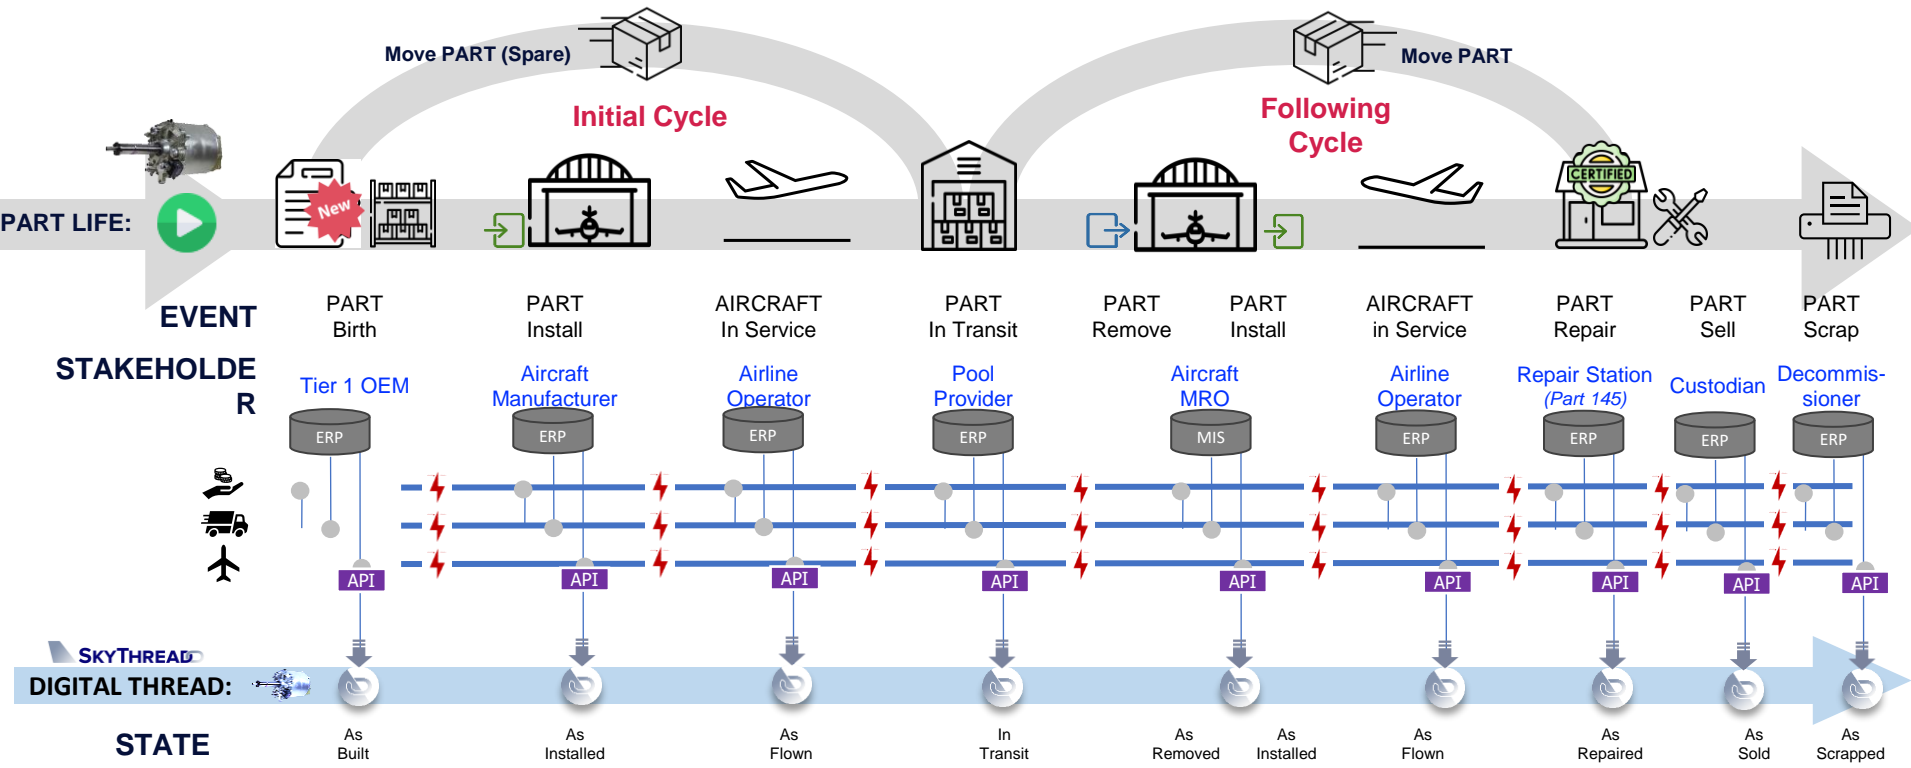 Move PART (Spare)
Move PART
Initial Cycle
Following
Cycle
New
CERTIFIED
PART LIFE:
EVENT
PART
Birth
PART
Install
AIRCRAFT
In Service
PART
In Transit
PART
Remove
PART
Install
AIRCRAFT
in Service
PART
Repair
PART
Sell
PART
Scrap
STAKEHOLDE
R
Tier 1 OEM
Aircraft
Manufacturer
Airline
Operator
Pool
Provider
Aircraft
MRO
Airline
Operator
Repair Station
(Part 145)
Custodian
Decommis-
sioner
ERP
ERP
ERP
ERP
MIS
ERP
ERP
ERP
ERP
API
API
API
API
API
API
API
API
API
SKYTHREAD
DIGITAL THREAD:
STATE
As
Built
As
Installed
As
Flown
In
Transit
As
Removed
As
Installed
As
Flown
As
Repaired
As
Sold
As
Scrapped